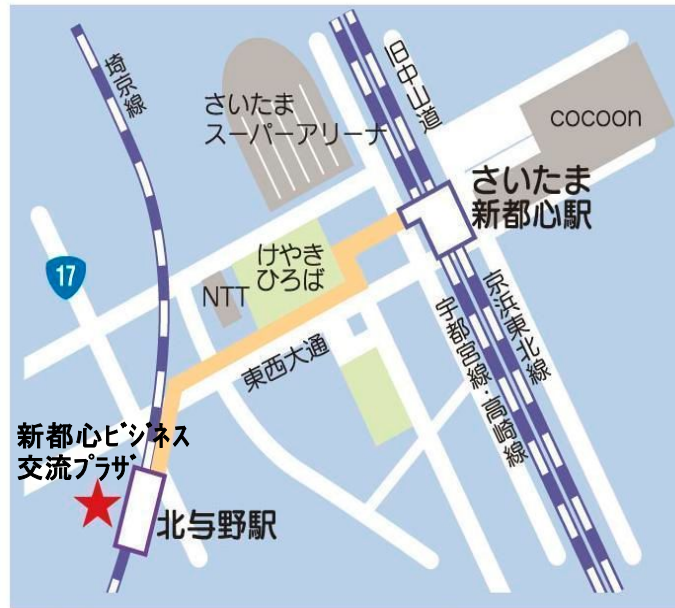 埼京線
さいたま
スーパーアリーナ
旧中山道
cocoon
さいたま
新都心駅
17
けやき
ひろば
NTT
東西大通
宇都宮線・高崎線
京浜東北線
新都心ビジネス
交流プラザ
北与野駅